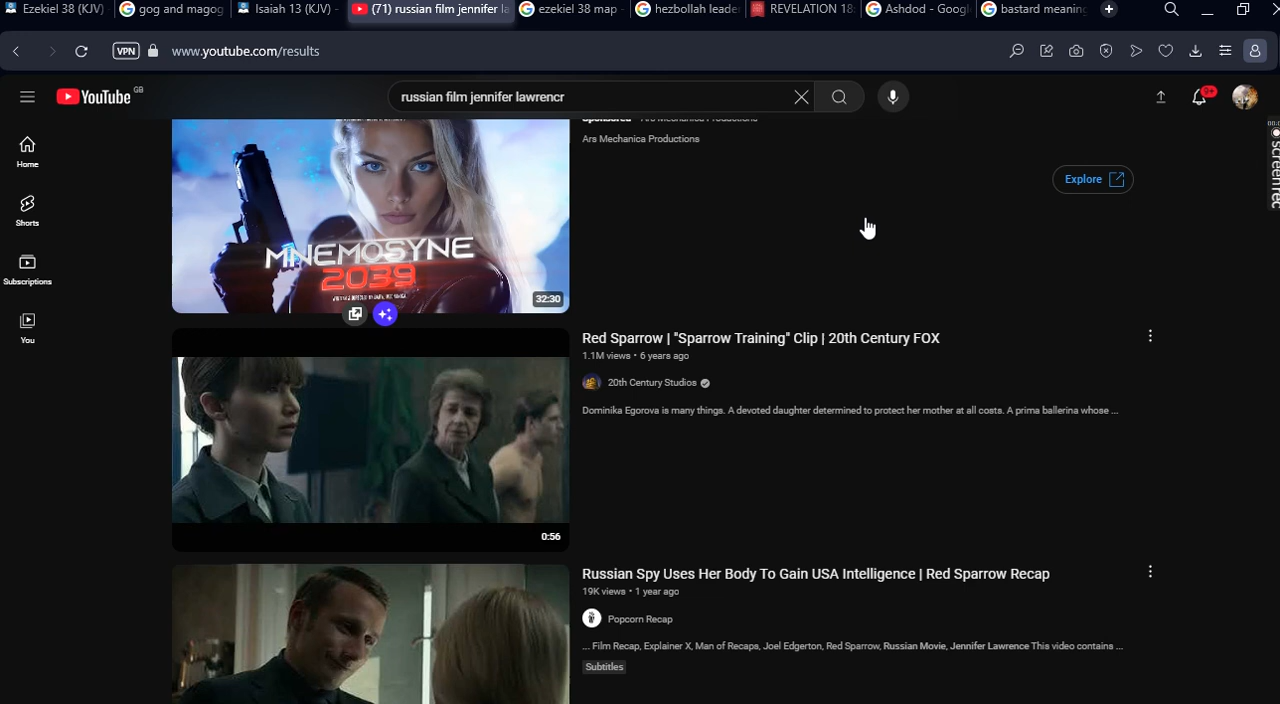 Ezekiel 38 (KJV)
gog and magog
Isaiah 13 (KJV) -
(71) russian film jennifer la
ezekiel 38 map -
hezbollah leade
REVELATION 18
Ashdod - Googl
bastard meaning
VPN
www.youtube.com/results
YouTube GB
russian film jennifer lawrencr
9+
Home
Shorts
Subscriptions
You
Ars Mechanica Productions
Explore
MNEMOSYNE
2039
32:30
Red Sparrow | "Sparrow Training" Clip | 20th Century FOX
1.1M views • 6 years ago
20th Century Studios
Dominika Egorova is many things. A devoted daughter determined to protect her mother at all costs. A prima ballerina whose ...
0:56
Russian Spy Uses Her Body To Gain USA Intelligence | Red Sparrow Recap
19K views • 1 year ago
Popcorn Recap
... Film Recap, Explainer X, Man of Recaps, Joel Edgerton, Red Sparrow, Russian Movie, Jennifer Lawrence This video contains ...
Subtitles
screenrec